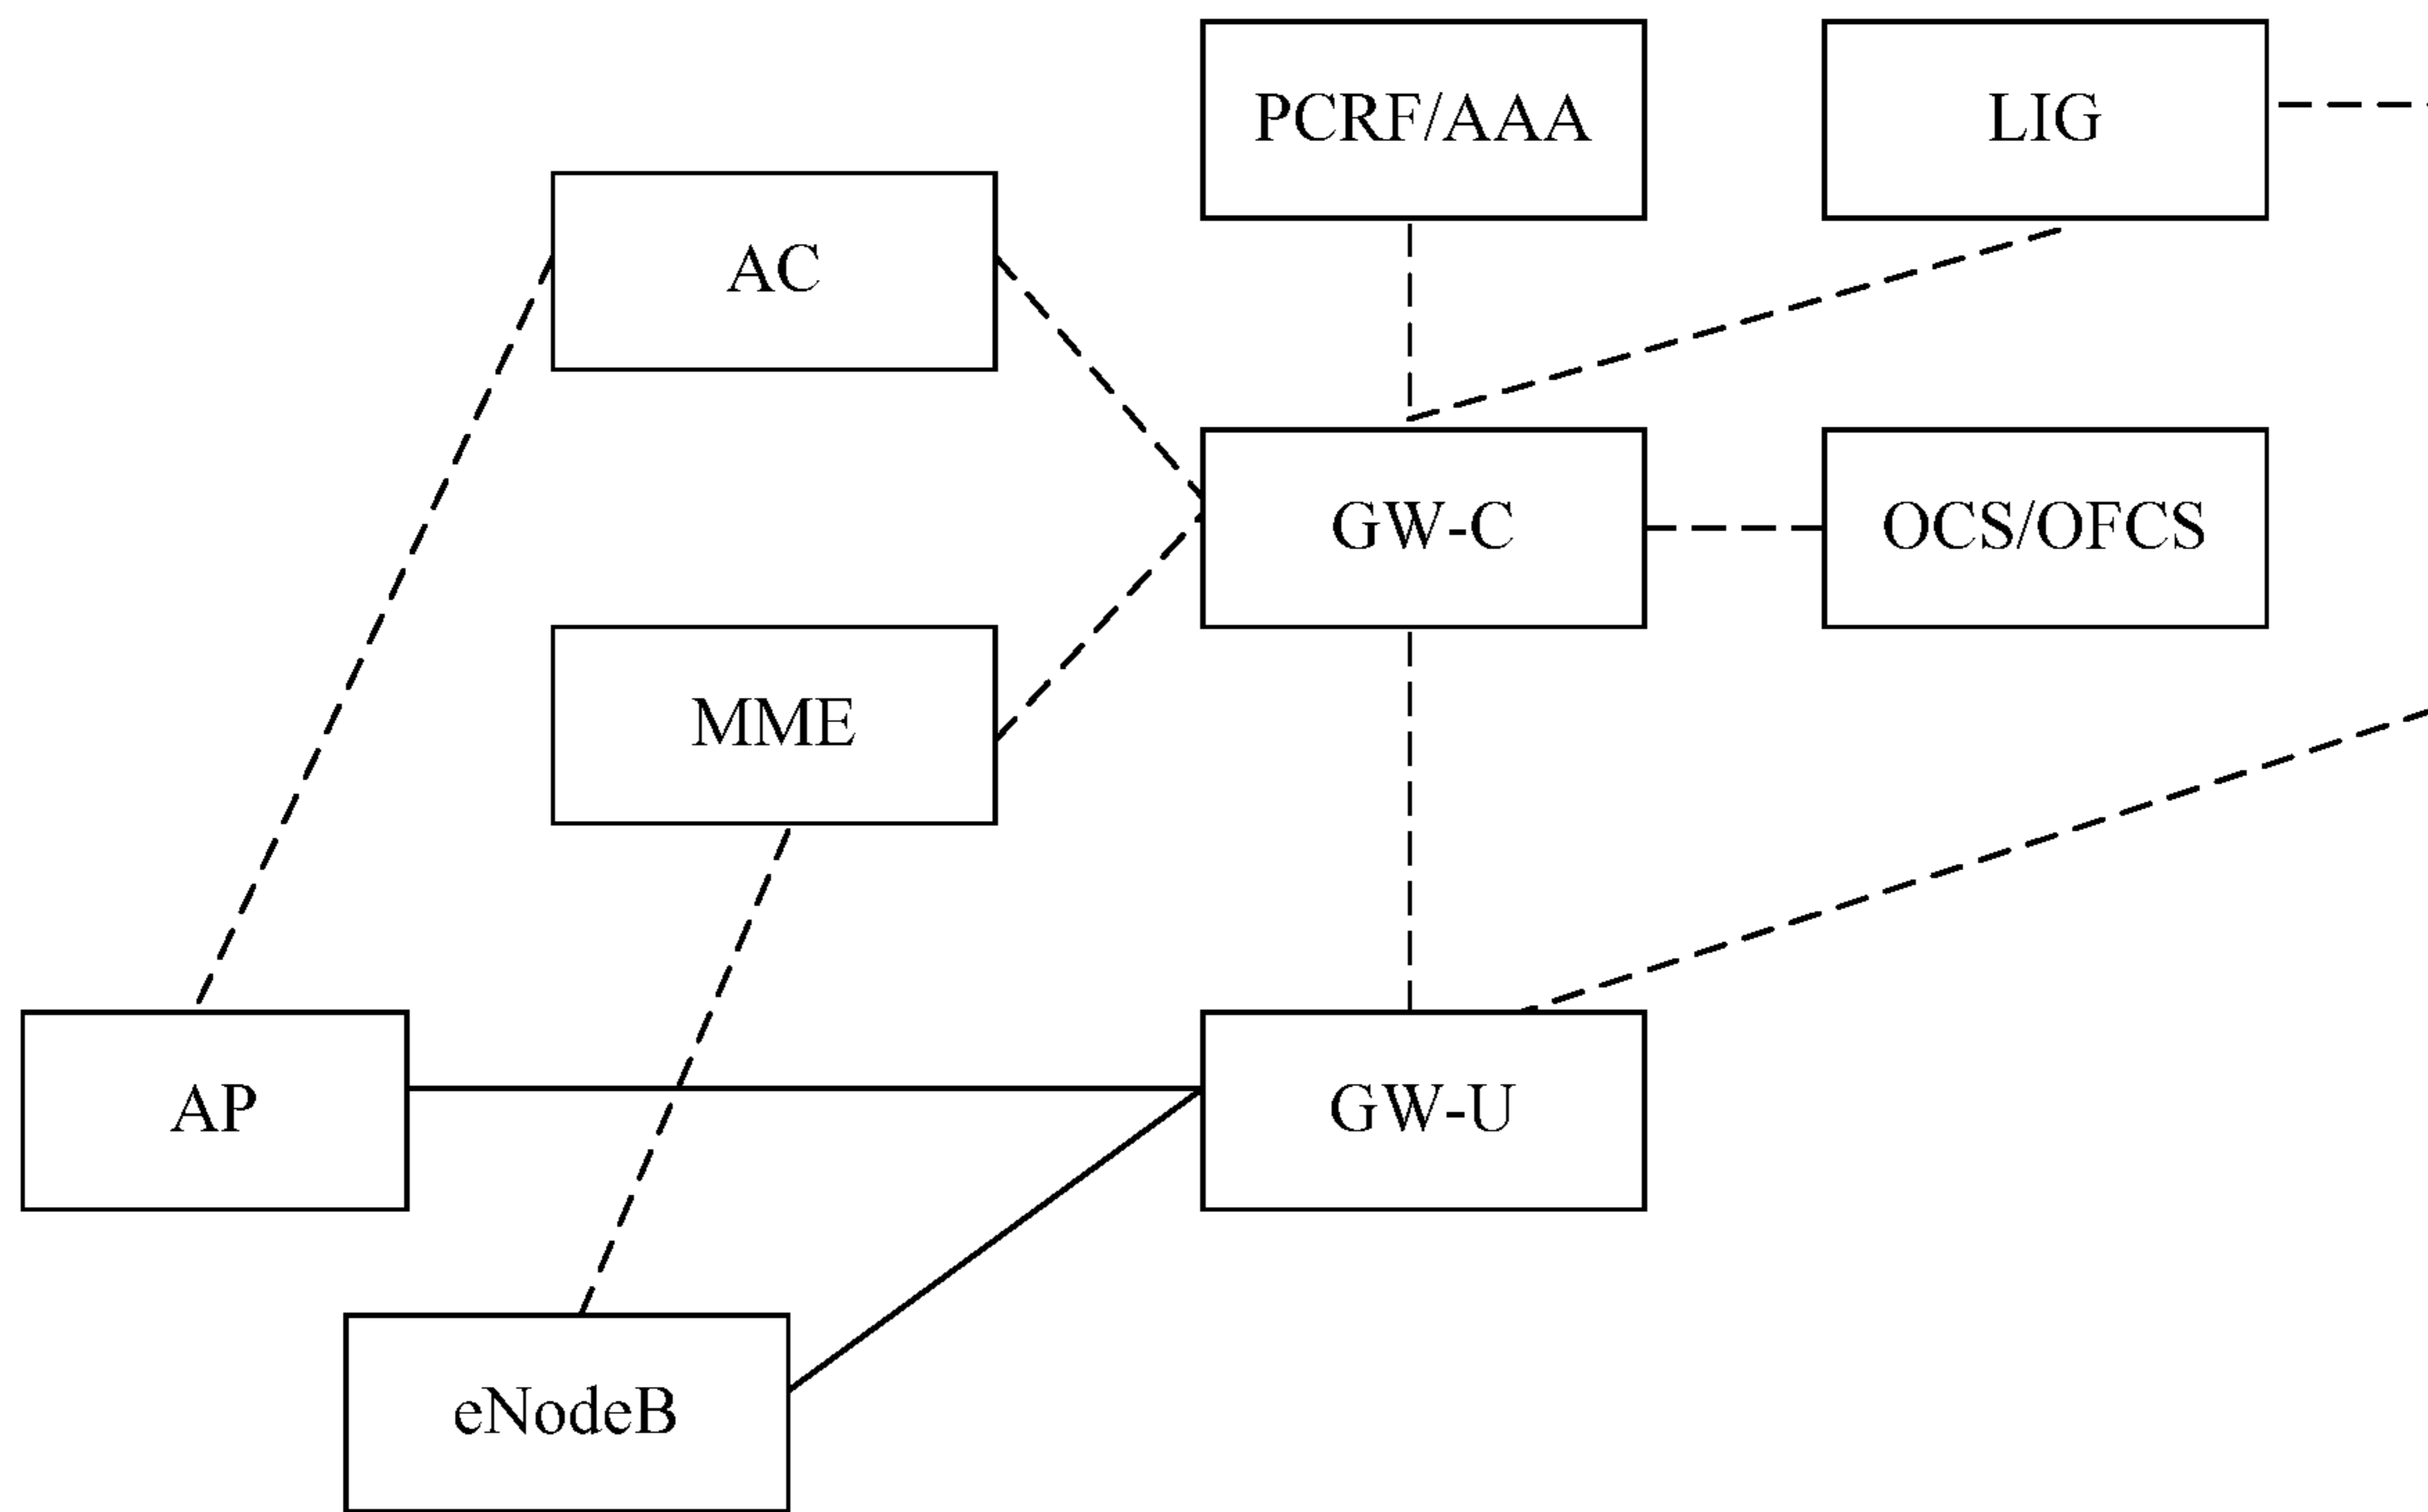 PCRF/AAA
LIG
AC
GW-C
OCS/OFCS
MME
AP
GW-U
eNodeB